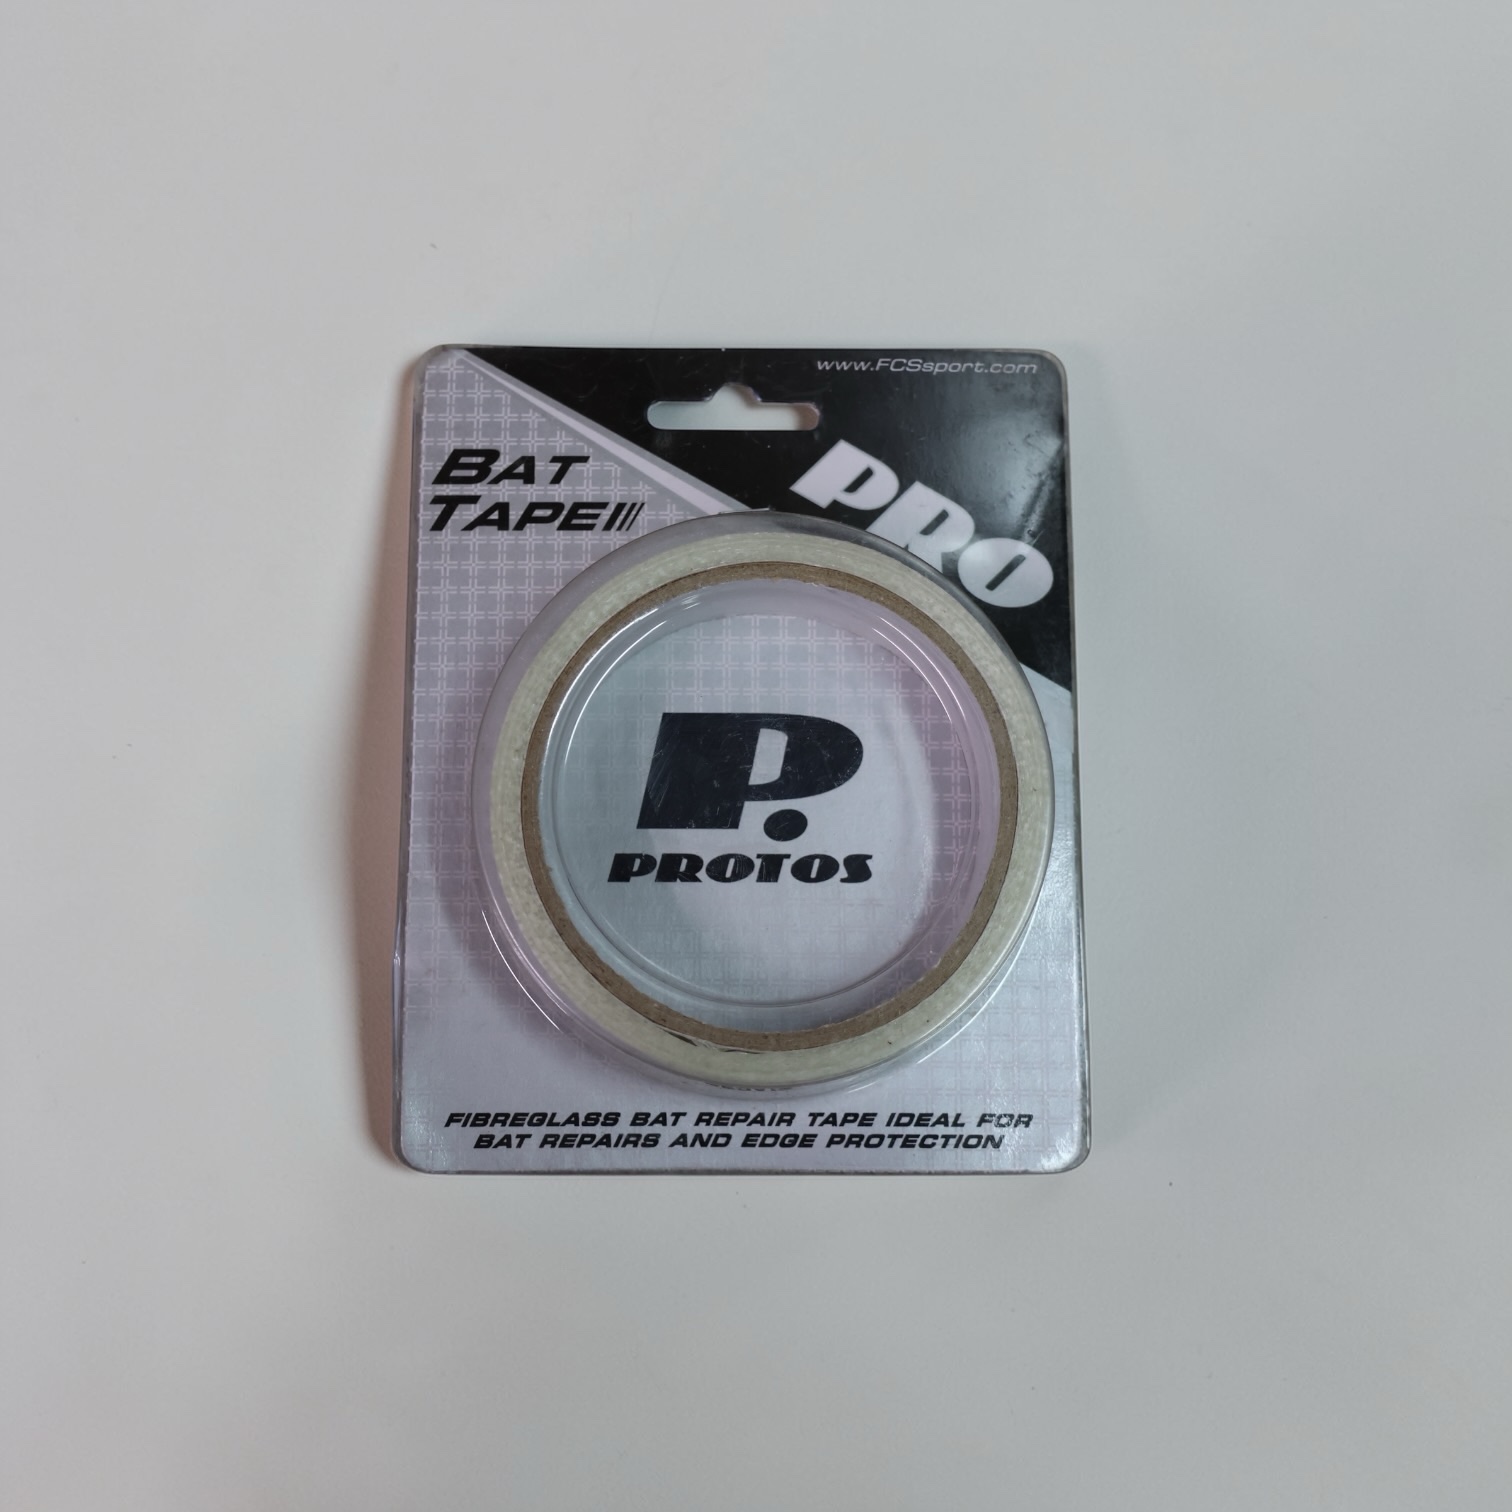 www.FCSsport.com
BAT
TAPE
PRO
P.
PROTOS
FIBREGLASS BAT REPAIR TAPE IDEAL FOR
BAT REPAIRS AND EDGE PROTECTION